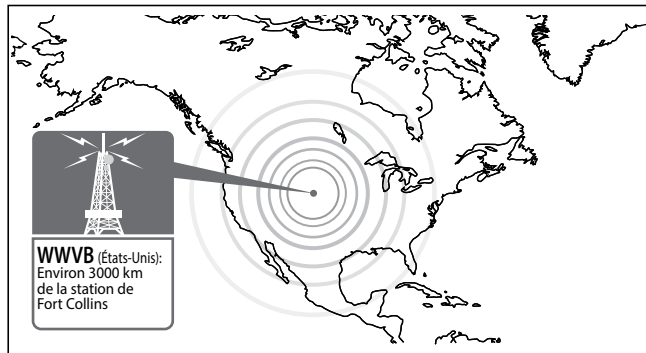 WWVB (États-Unis):
Environ 3000 km
de la station de
Fort Collins